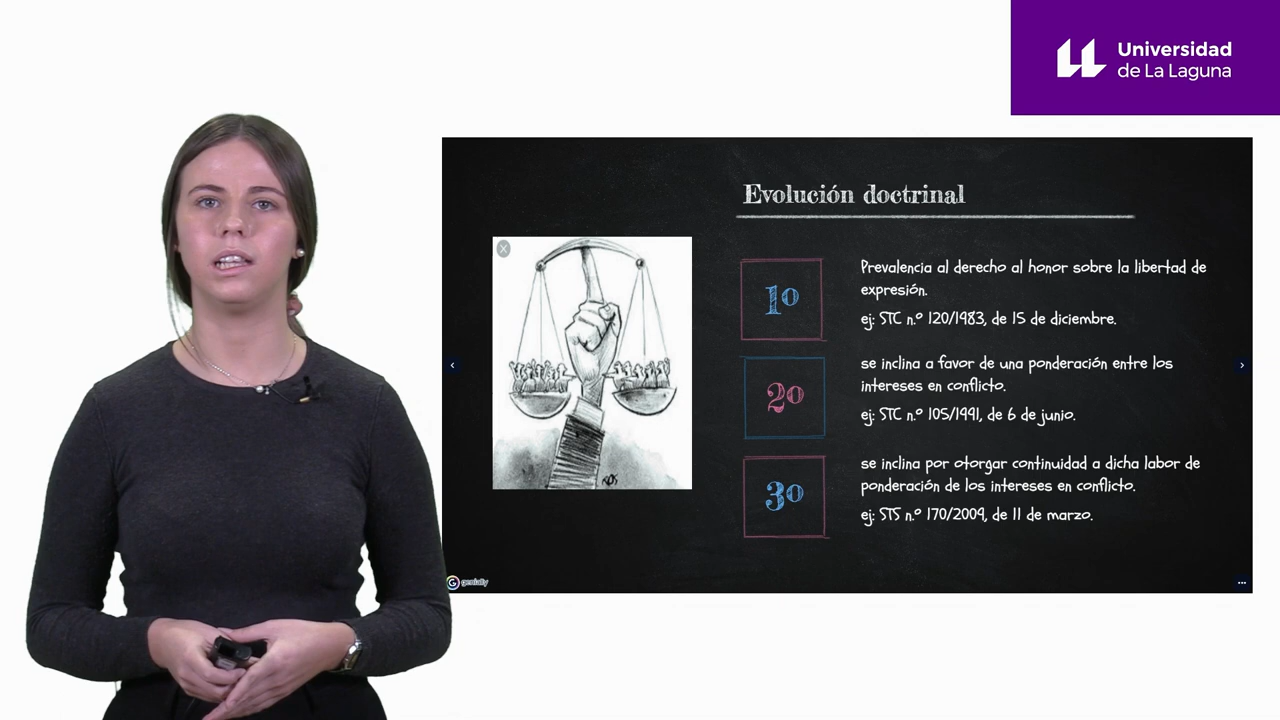 Universidad
de La Laguna
Evolución doctrinal
1º
Prevalencia al derecho al honor sobre la libertad de
expresión.
ej: STC n.º 120/1983, de 15 de diciembre.
2º
se inclina a favor de una ponderación entre los
intereses en conflicto.
ej: STC n.º 105/1991, de 6 de junio.
3º
se inclina por otorgar continuidad a dicha labor de
ponderación de los intereses en conflicto.
ej: STS n.º 170/2009, de 11 de marzo.
genially